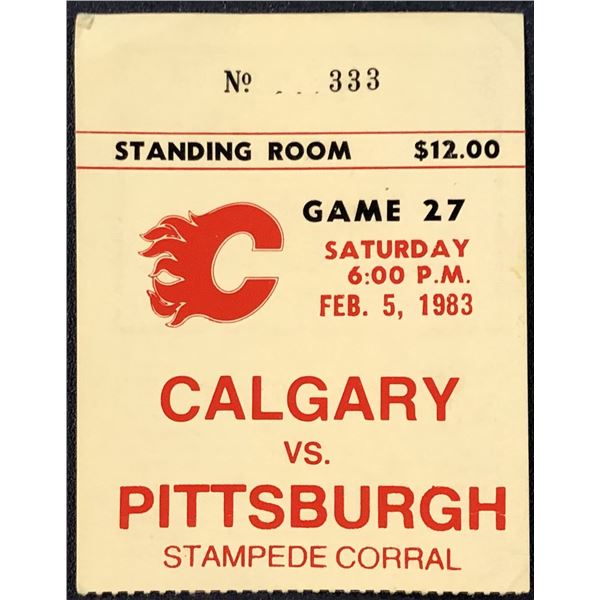 Nº 333
STANDING ROOM $12.00
GAME 27
SATURDAY
6:00 P.M.
FEB. 5, 1983
CALGARY
VS.
PITTSBURGH
STAMPEDE CORRAL